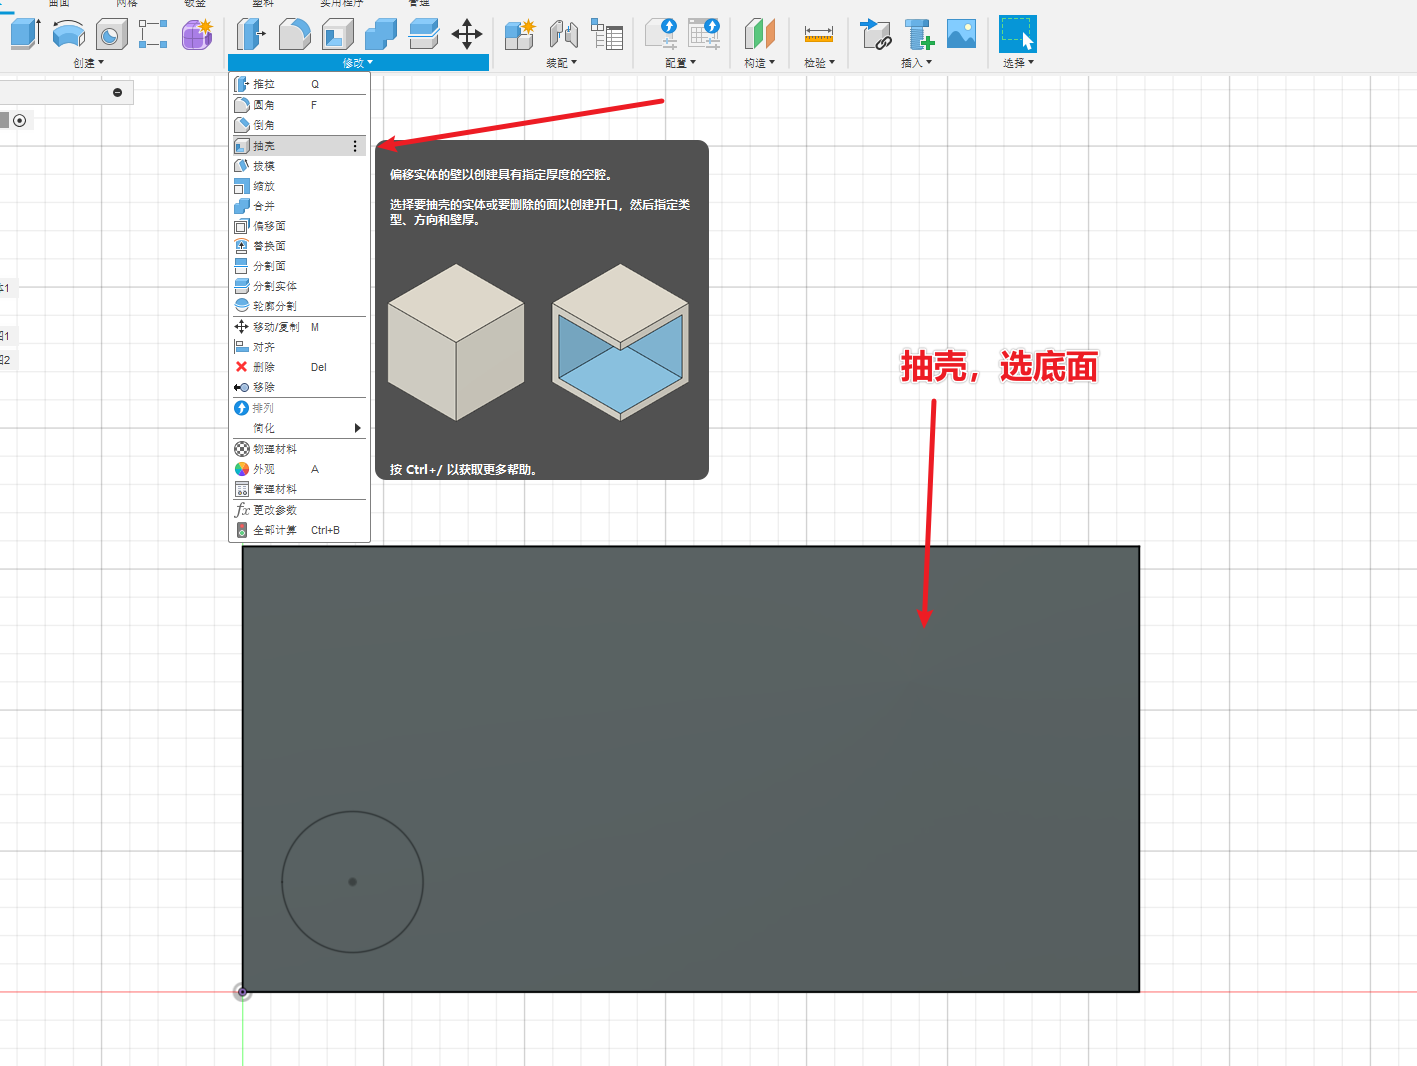 曲面 网格 钣金 塑料 实用程序 管理
创建 修改 装配 配置 构造 检验 插入 选择
推拉 Q
圆角 F
倒角
抽壳
拔模
缩放
合并
偏移面
替换面
分割面
分割实体
轮廓分割
移动/复制 M
对齐
删除 Del
移除
排列
简化
物理材料
外观 A
管理材料
fx 更改参数
全部计算 Ctrl+B
偏移实体的壁以创建具有指定厚度的空腔。
选择要抽壳的实体或要删除的面以创建开口，然后指定类
型、方向和壁厚。
按 Ctrl+/ 以获取更多帮助。
抽壳，选底面
1
1
2